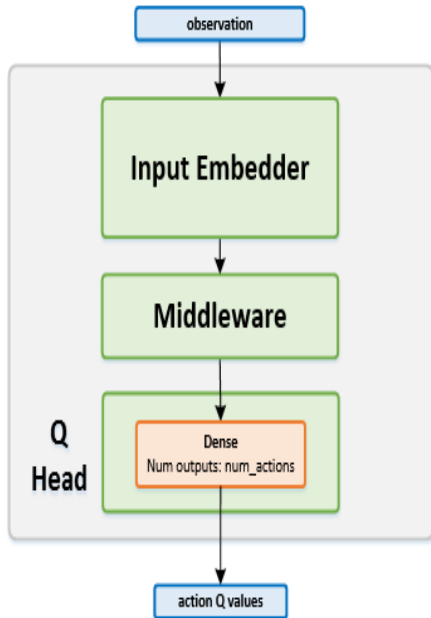 observation
Input Embedder
Middleware
Q
Head
Dense
Num outputs: num_actions
action Q values